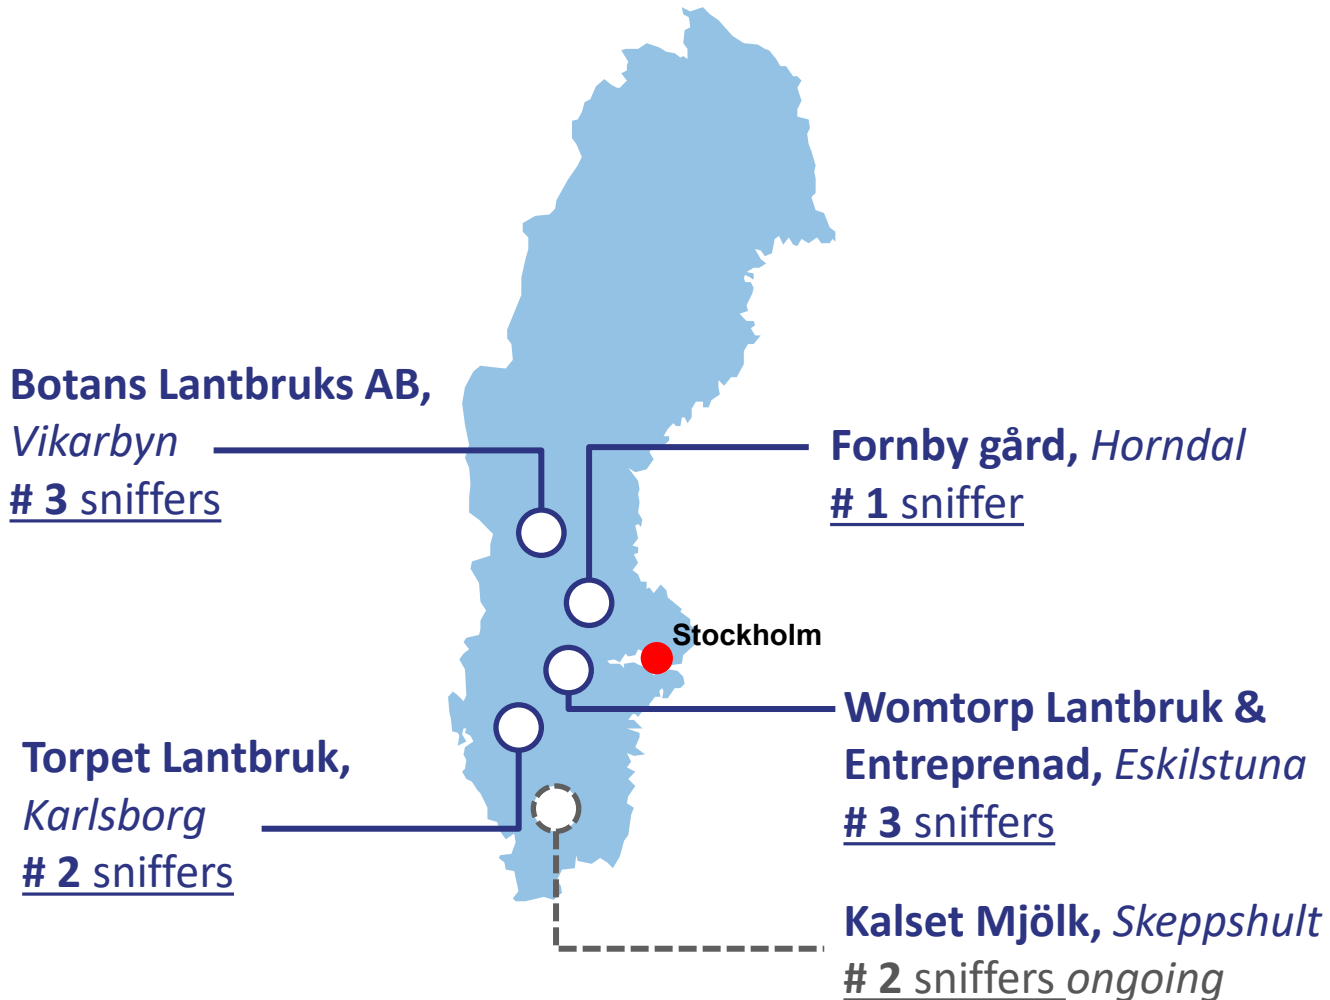 Botans Lantbruks AB,
Vikarbyn
# 3 sniffers
Fornby gård, Horndal
# 1 sniffer
Stockholm
Womtorp Lantbruk &
Entreprenad, Eskilstuna
# 3 sniffers
Torpet Lantbruk,
Karlsborg
# 2 sniffers
Kalset Mjölk, Skeppshult
# 2 sniffers ongoing